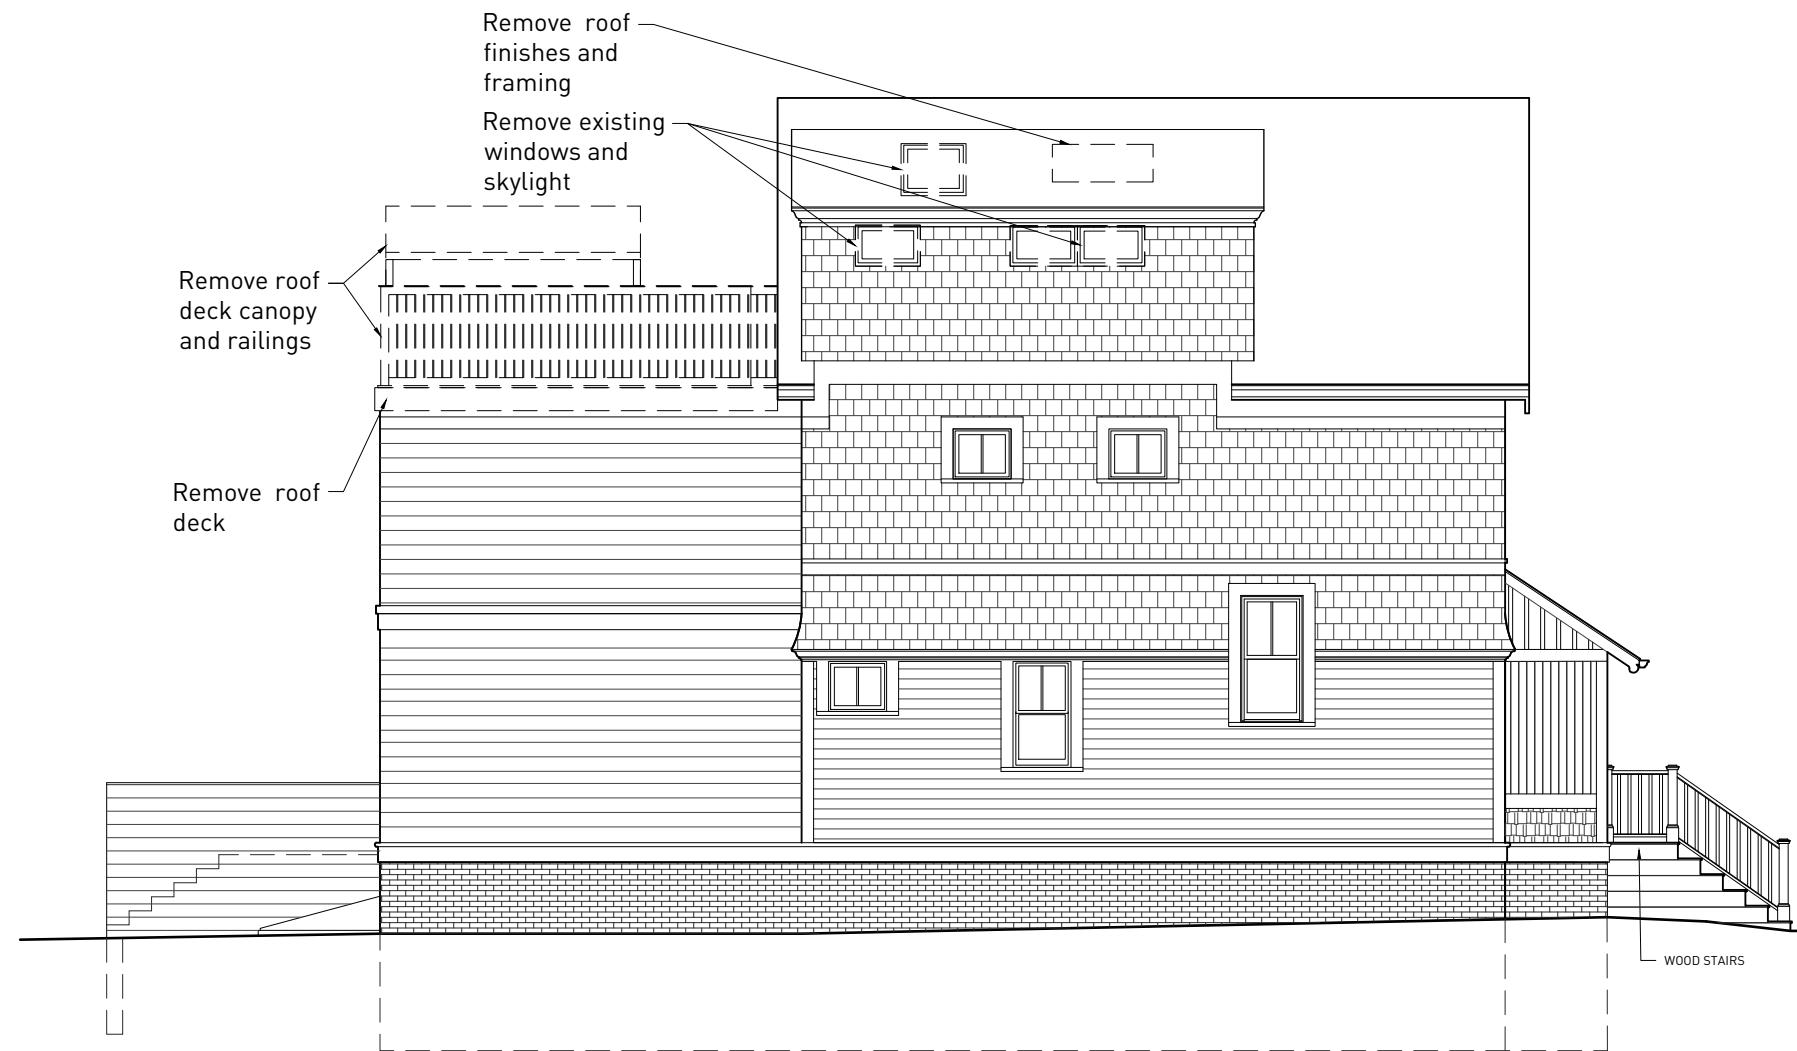 Remove roof
finishes and
framing
Remove existing
windows and
skylight
Remove roof
deck canopy
and railings
Remove roof
deck
WOOD STAIRS